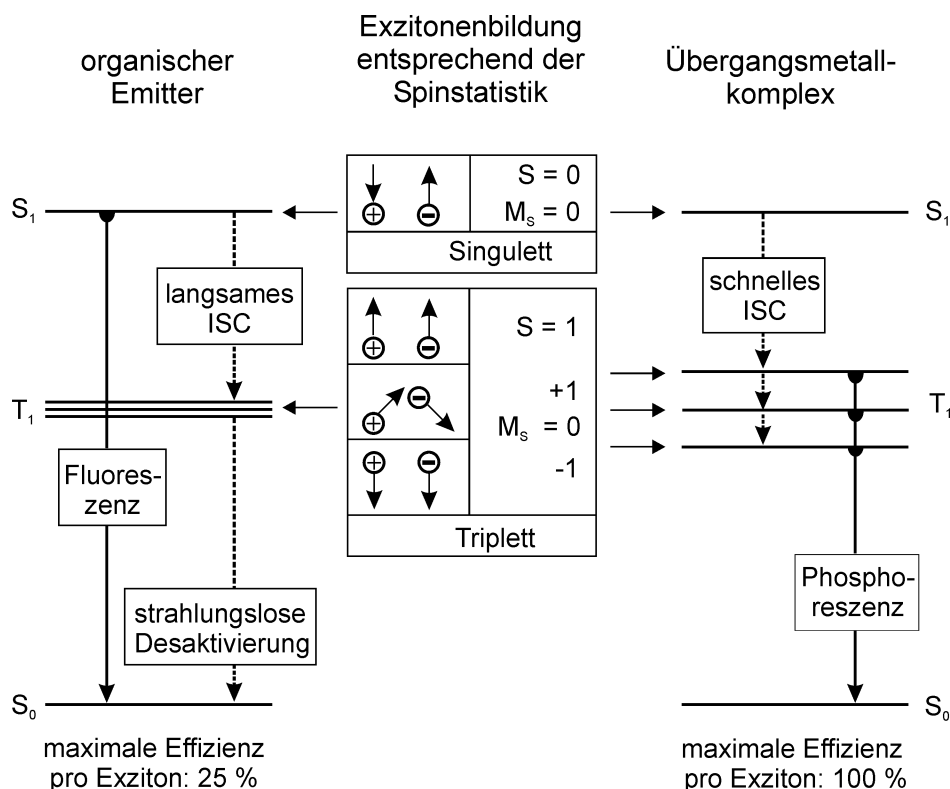 organischer
Emitter
Exzitonenbildung
entsprechend der
Spinstatistik
Übergangsmetall-
komplex
S₁
+ −
S = 0
Mₛ = 0
Singulett
S₁
langsames
ISC
schnelles
ISC
+ −
S = 1
T₁
+ −
+1
Mₛ = 0
-1
+ −
T₁
Fluores-
zenz
Triplett
Phospho-
reszenz
strahlungslose
Desaktivierung
S₀
S₀
maximale Effizienz
pro Exziton: 25 %
maximale Effizienz
pro Exziton: 100 %